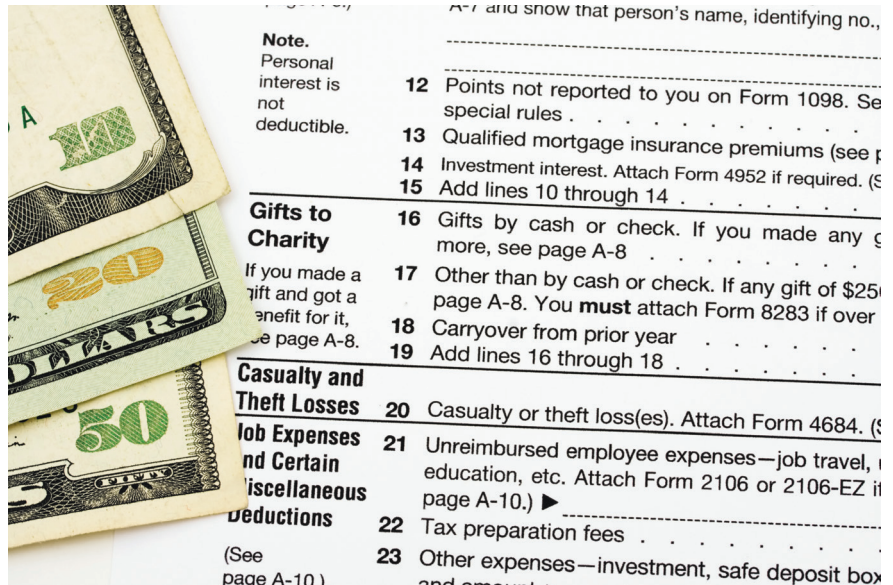 A-7 and show that person's name, identifying no.,
Note.
Personal
interest is
not
deductible.
12 Points not reported to you on Form 1098. Se
special rules
13 Qualified mortgage insurance premiums (see p
14 Investment interest. Attach Form 4952 if required. (S
15 Add lines 10 through 14
Gifts to
Charity
If you made a
gift and got a
enefit for it,
e page A-8.
16 Gifts by cash or check. If you made any g
more, see page A-8
17 Other than by cash or check. If any gift of $250
page A-8. You must attach Form 8283 if over
18 Carryover from prior year
19 Add lines 16 through 18
Casualty and
Theft Losses
20 Casualty or theft loss(es). Attach Form 4684. (S
Job Expenses
nd Certain
iscellaneous
Deductions
(See
page A-10.)
21 Unreimbursed employee expenses—job travel, u
education, etc. Attach Form 2106 or 2106-EZ if
page A-10.) ▶
22 Tax preparation fees
23 Other expenses—investment, safe deposit box
and amount
A
10
20
OLLARS
50
FIFTY
S